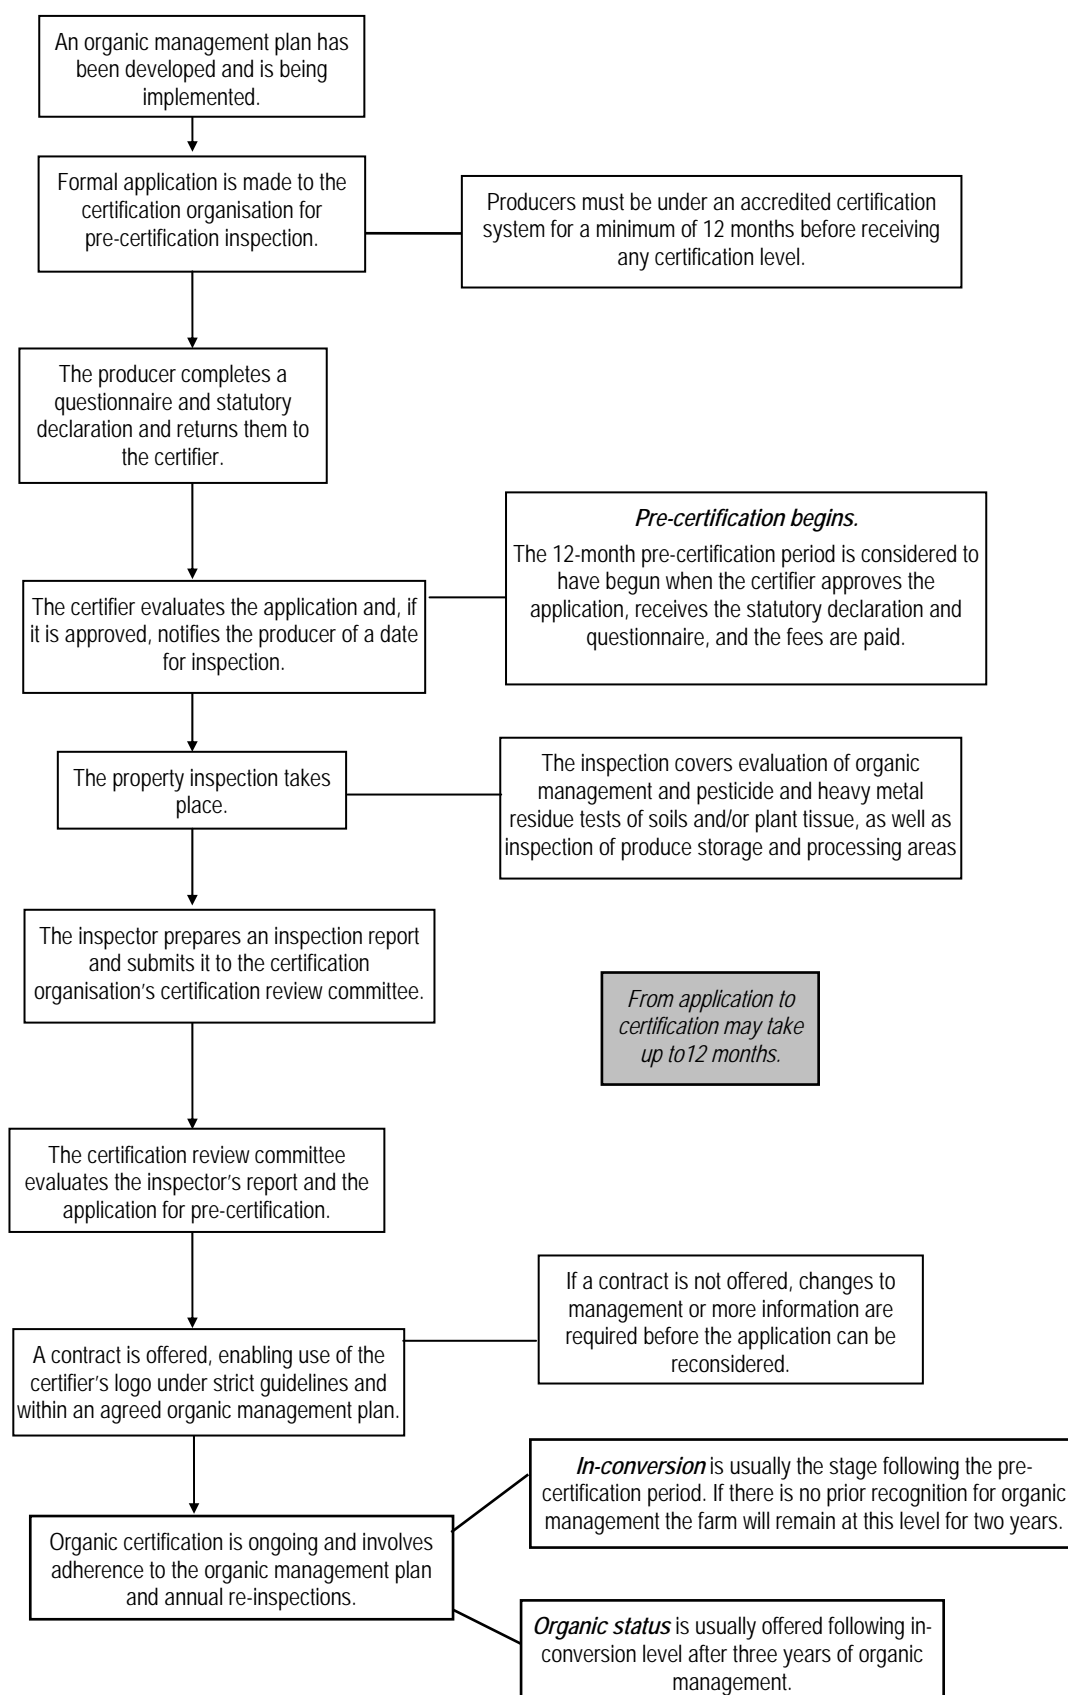 An organic management plan has
been developed and is being
implemented.
Formal application is made to the
certification organisation for
pre-certification inspection.
Producers must be under an accredited certification
system for a minimum of 12 months before receiving
any certification level.
The producer completes a
questionnaire and statutory
declaration and returns them to
the certifier.
Pre-certification begins.
The 12-month pre-certification period is considered to
have begun when the certifier approves the
application, receives the statutory declaration and
questionnaire, and the fees are paid.
The certifier evaluates the application and, if
it is approved, notifies the producer of a date
for inspection.
The property inspection takes
place.
The inspection covers evaluation of organic
management and pesticide and heavy metal
residue tests of soils and/or plant tissue, as well as
inspection of produce storage and processing areas
The inspector prepares an inspection report
and submits it to the certification
organisation's certification review committee.
From application to
certification may take
up to12 months.
The certification review committee
evaluates the inspector's report and the
application for pre-certification.
If a contract is not offered, changes to
management or more information are
required before the application can be
reconsidered.
A contract is offered, enabling use of the
certifier's logo under strict guidelines and
within an agreed organic management plan.
In-conversion is usually the stage following the pre-
certification period. If there is no prior recognition for organic
management the farm will remain at this level for two years.
Organic certification is ongoing and involves
adherence to the organic management plan
and annual re-inspections.
Organic status is usually offered following in-
conversion level after three years of organic
management.